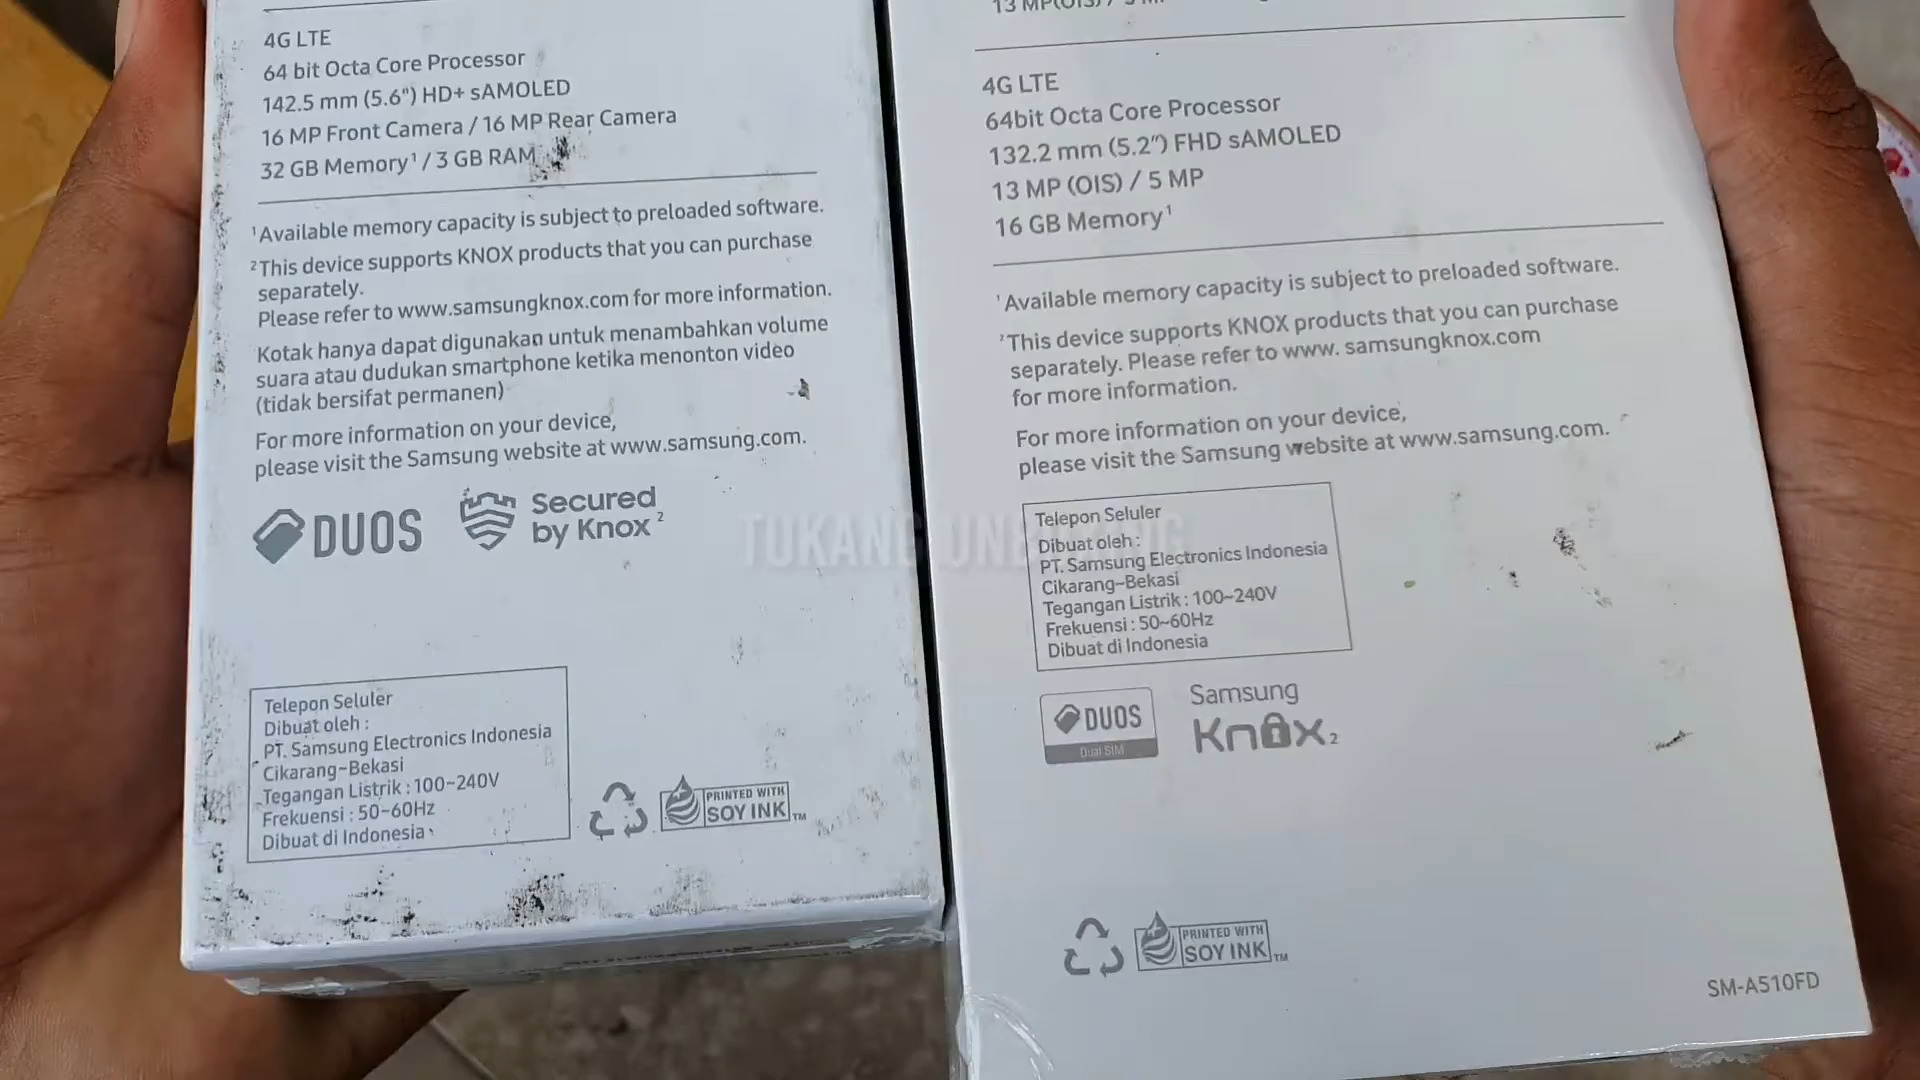 4G LTE
64 bit Octa Core Processor
142.5 mm (5.6") HD+ sAMOLED
16 MP Front Camera / 16 MP Rear Camera
32 GB Memory¹ / 3 GB RAM
¹Available memory capacity is subject to preloaded software.
²This device supports KNOX products that you can purchase
separately.
Please refer to www.samsungknox.com for more information.
Kotak hanya dapat digunakan untuk menambahkan volume
suara atau dudukan smartphone ketika menonton video
(tidak bersifat permanen)
For more information on your device,
please visit the Samsung website at www.samsung.com.
DUOS
Secured
by Knox²
Telepon Seluler
Dibuat oleh :
PT. Samsung Electronics Indonesia
Cikarang~Bekasi
Tegangan Listrik : 100~240V
Frekuensi : 50~60Hz
Dibuat di Indonesia
PRINTED WITH
SOY INK™
13 MP(OIS) / 5 MP
4G LTE
64bit Octa Core Processor
132.2 mm (5.2") FHD sAMOLED
13 MP (OIS) / 5 MP
16 GB Memory¹
¹Available memory capacity is subject to preloaded software.
²This device supports KNOX products that you can purchase
separately. Please refer to www. samsungknox.com
for more information.
For more information on your device,
please visit the Samsung website at www.samsung.com.
Telepon Seluler
Dibuat oleh :
PT. Samsung Electronics Indonesia
Cikarang~Bekasi
Tegangan Listrik : 100~240V
Frekuensi : 50~60Hz
Dibuat di Indonesia
DUOS
Dual SIM
Samsung
Knox2
PRINTED WITH
SOY INK™
SM-A510FD
TUKANG